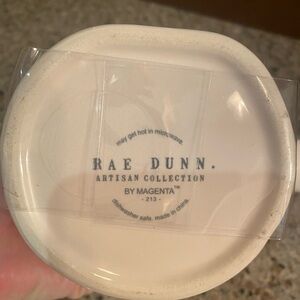 may get hot in microwave.
RAE DUNN.
ARTISAN COLLECTION
BY MAGENTA™
- 213 -
dishwasher safe. made in china.